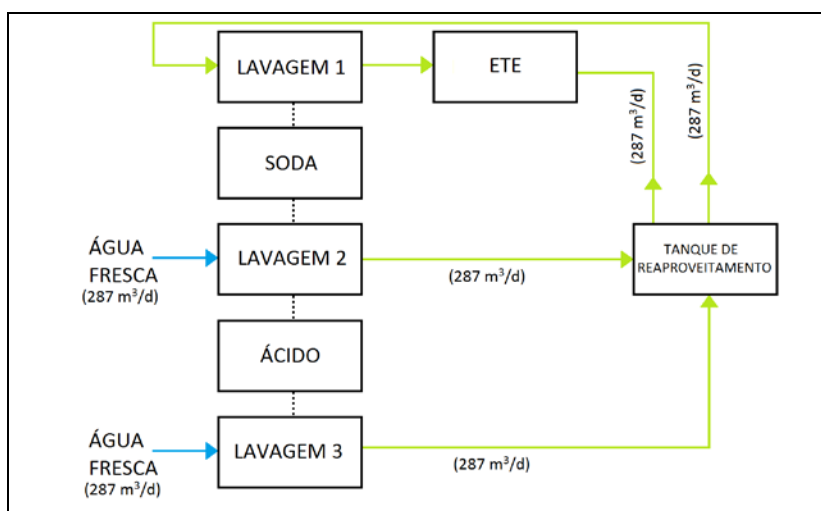 LAVAGEM 1
ETE
(287 m³/d)
(287 m³/d)
SODA
ÁGUA
FRESCA
(287 m³/d)
LAVAGEM 2
(287 m³/d)
TANQUE DE
REAPROVEITAMENTO
ÁCIDO
ÁGUA
FRESCA
(287 m³/d)
LAVAGEM 3
(287 m³/d)